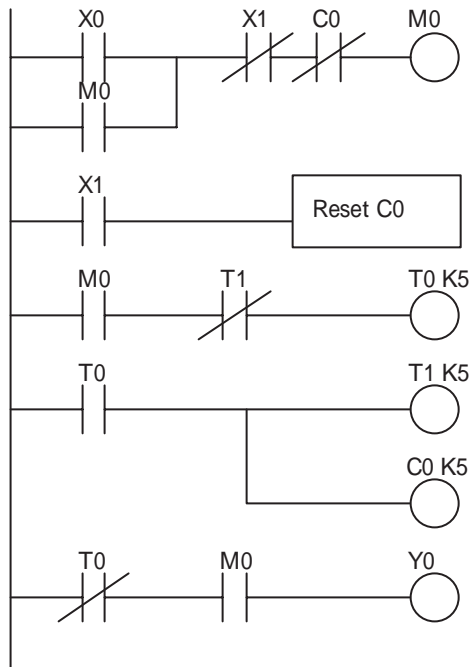 X0 X1 C0 M0
M0
X1
Reset C0
M0 T1 T0 K5
T0 T1 K5
C0 K5
T0 M0 Y0